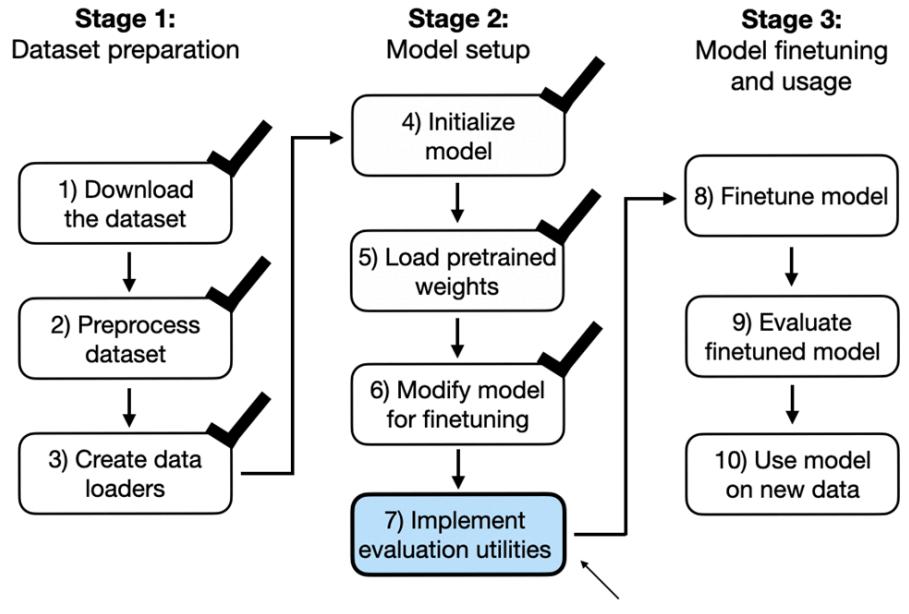 Stage 1:
Dataset preparation
1) Download
the dataset
2) Preprocess
dataset
3) Create data
loaders
Stage 2:
Model setup
4) Initialize
model
5) Load pretrained
weights
6) Modify model
for finetuning
7) Implement
evaluation utilities
Stage 3:
Model finetuning
and usage
8) Finetune model
9) Evaluate
finetuned model
10) Use model
on new data